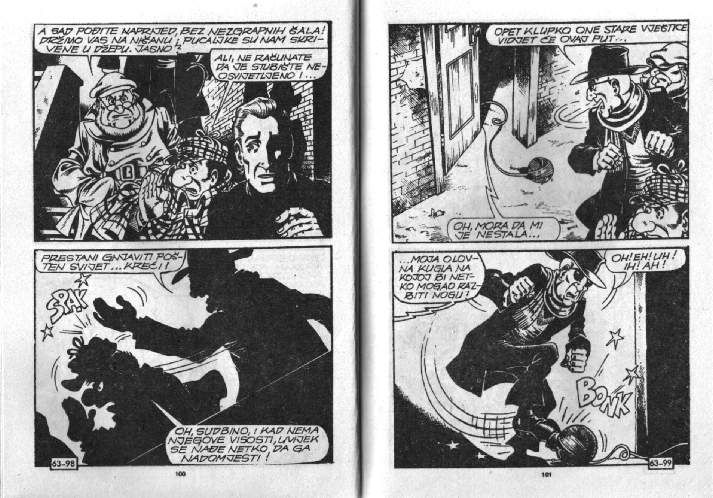 A SAD POĐITE NAPRIJED, BEZ NEZGRAPNIH ŠALA!
DRŽIMO VAS NA NIŠANU; PUCALJKE SU NAM SKRI-
VENE U DŽEPU. JASNO?
ALI, NE RAČUNATE
DA JE STUBIŠTE NE-
OSVIJETLJENO!...
PRESTANI GNJAVITI POŠ-
TEN SVIJET... KREĆI!
SPAK
OH, SUDBINO, I KAD NEMA
NJEGOVE VISOSTI, UVIJEK
SE NAĐE NETKO, DA GA
NADOMJESTI!
63-98
100
OPET KLUPKO ONE STARE VJEŠTICE
VIDJET ĆE OVAJ PUT...
OH, MORA DA MI
JE NESTALA...
...MOJA OLOV-
NA KUGLA NA
KOJOJ BI NET-
KO MOGAO RAZ-
BITI NOGU!
OH! EH! UH!
IH! AH!
BONK
63-99
101